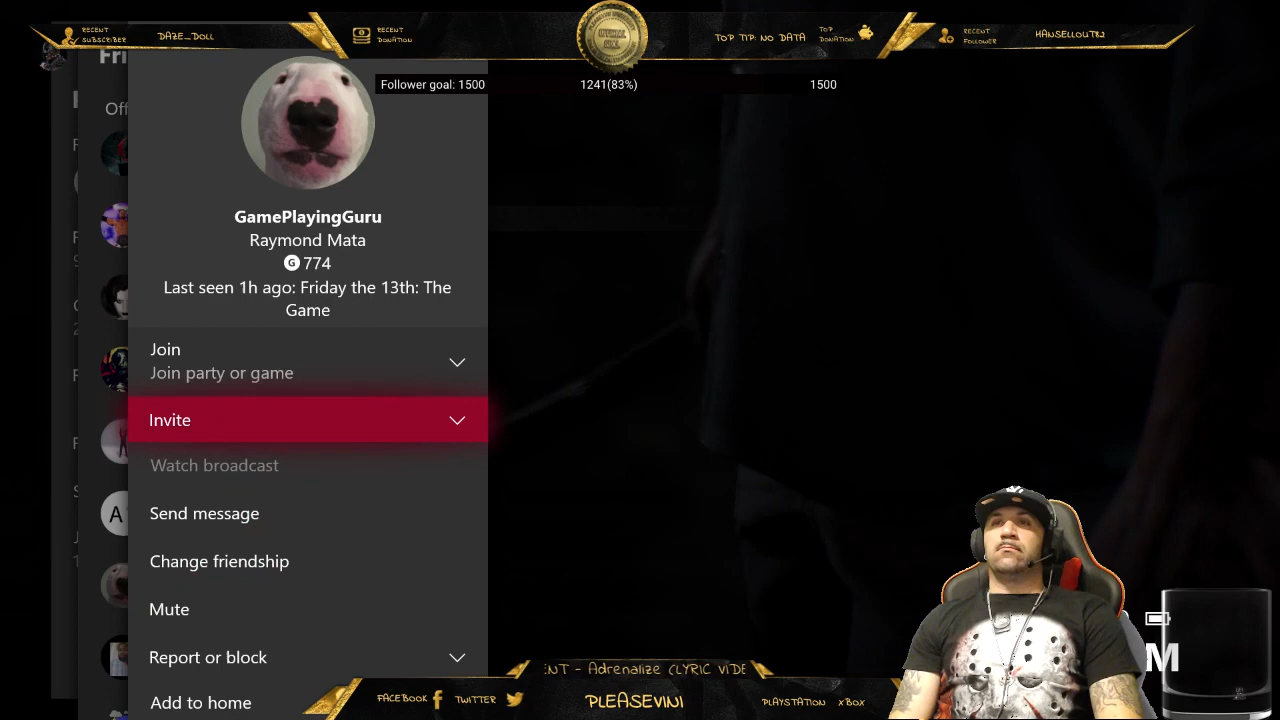 RECENT
SUBSCRIBER
DAZE_DOLL
RECENT
DONATION
TOP TIP: NO DATA
TOP
DONATION
RECENT
FOLLOWER
Follower goal: 1500
1241(83%)
1500
Fri
Off
GamePlayingGuru
Raymond Mata
G 774
Last seen 1h ago: Friday the 13th: The
Game
Join
Join party or game
Invite
Watch broadcast
Send message
Change friendship
Mute
Report or block
Add to home
A
M
ENT - Adrenalize (LYRIC VIDE
FACEBOOK
TWITTER
PLEASEVINI
PLAYSTATION
XBOX